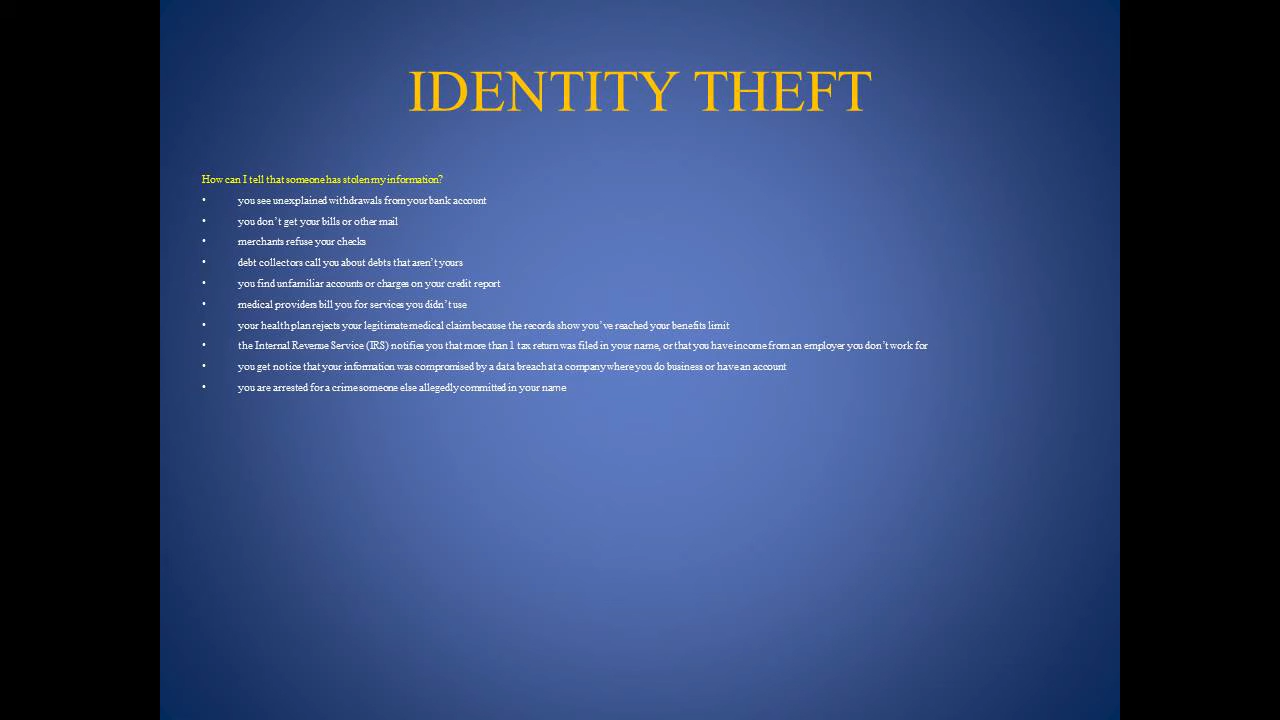 IDENTITY THEFT
How can I tell that someone has stolen my information?
• you see unexplained withdrawals from your bank account
• you don’t get your bills or other mail
• merchants refuse your checks
• debt collectors call you about debts that aren’t yours
• you find unfamiliar accounts or charges on your credit report
• medical providers bill you for services you didn’t use
• your health plan rejects your legitimate medical claim because the records show you’ve reached your benefits limit
• the Internal Revenue Service (IRS) notifies you that more than 1 tax return was filed in your name, or that you have income from an employer you don’t work for
• you get notice that your information was compromised by a data breach at a company where you do business or have an account
• you are arrested for a crime someone else allegedly committed in your name